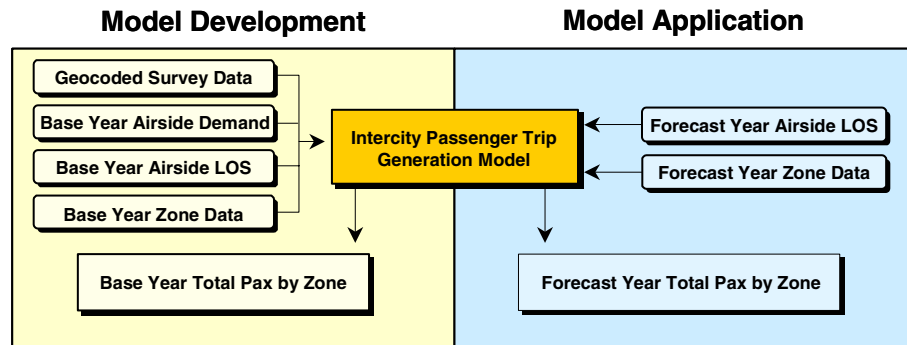 Model Development
Model Application
Geocoded Survey Data
Base Year Airside Demand
Base Year Airside LOS
Base Year Zone Data
Intercity Passenger Trip
Generation Model
Forecast Year Airside LOS
Forecast Year Zone Data
Base Year Total Pax by Zone
Forecast Year Total Pax by Zone